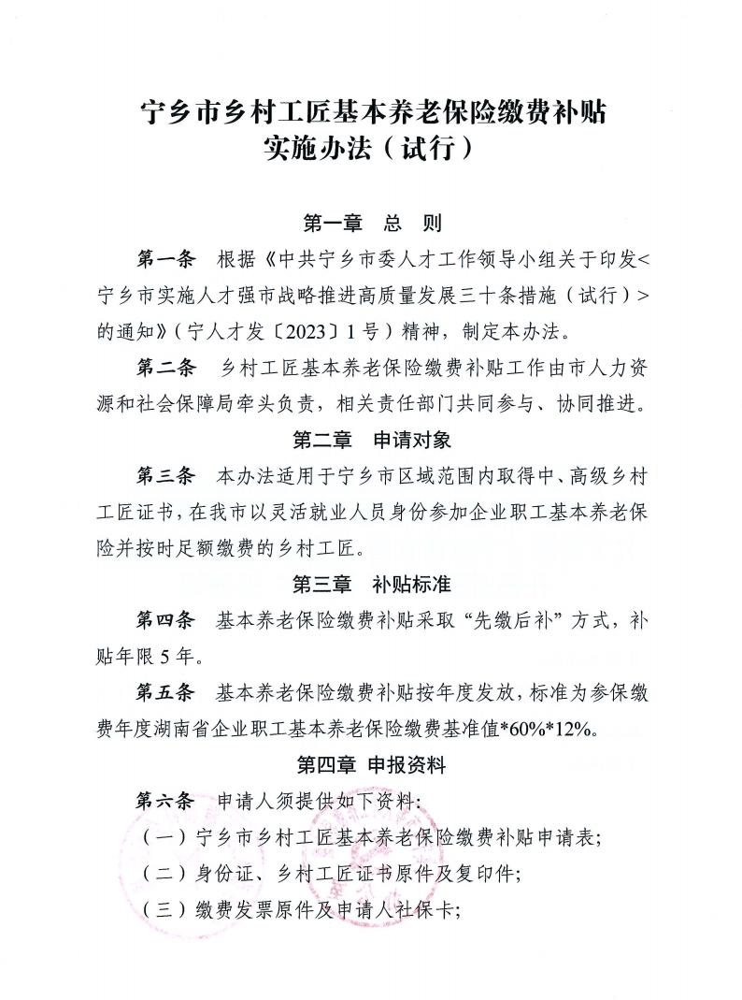 宁乡市乡村工匠基本养老保险缴费补贴
实施办法（试行）
第一章　总　则
第一条　根据《中共宁乡市委人才工作领导小组关于印发<
宁乡市实施人才强市战略推进高质量发展三十条措施（试行）>
的通知》（宁人才发〔2023〕1 号）精神，制定本办法。
第二条　乡村工匠基本养老保险缴费补贴工作由市人力资
源和社会保障局牵头负责，相关责任部门共同参与、协同推进。
第二章　申请对象
第三条　本办法适用于宁乡市区域范围内取得中、高级乡村
工匠证书，在我市以灵活就业人员身份参加企业职工基本养老保
险并按时足额缴费的乡村工匠。
第三章　补贴标准
第四条　基本养老保险缴费补贴采取“先缴后补”方式，补
贴年限 5 年。
第五条　基本养老保险缴费补贴按年度发放，标准为参保缴
费年度湖南省企业职工基本养老保险缴费基准值*60%*12%。
第四章 申报资料
第六条　申请人须提供如下资料：
（一）宁乡市乡村工匠基本养老保险缴费补贴申请表；
（二）身份证、乡村工匠证书原件及复印件；
（三）缴费发票原件及申请人社保卡；